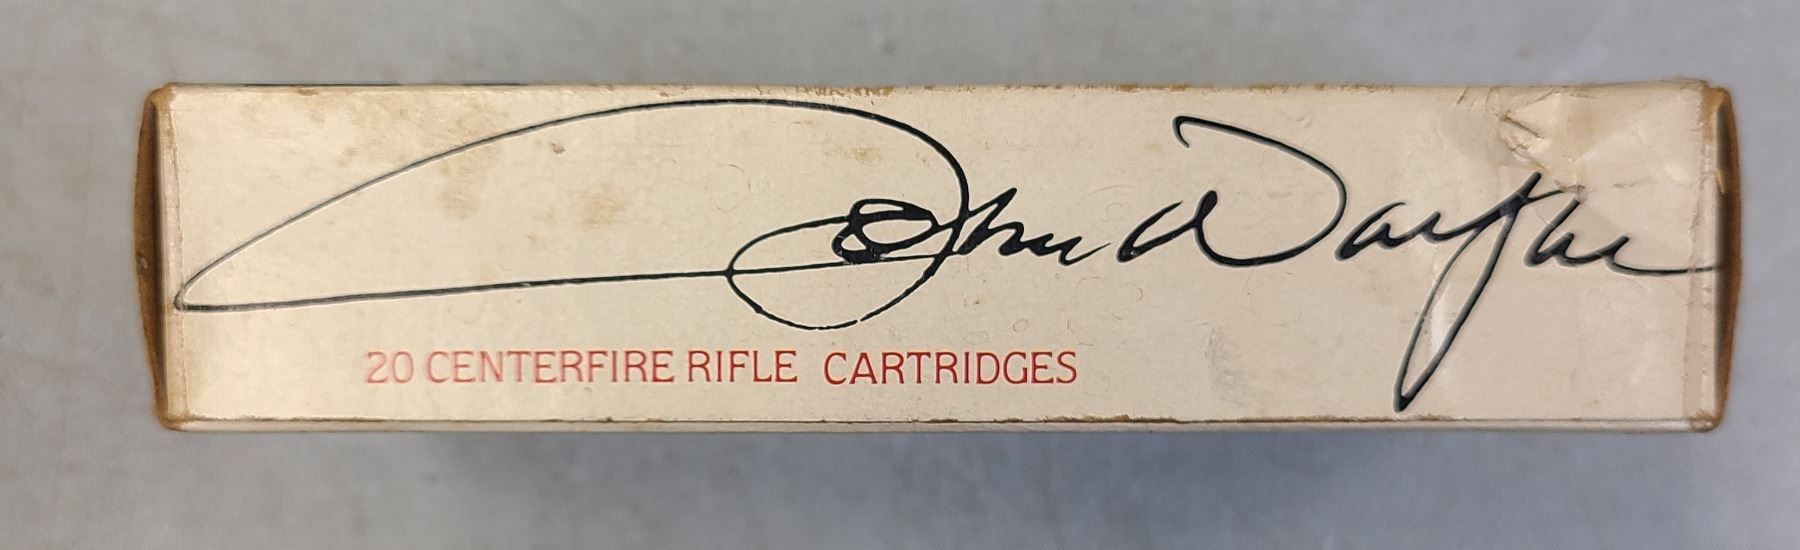 John Wayne
20 CENTERFIRE RIFLE CARTRIDGES